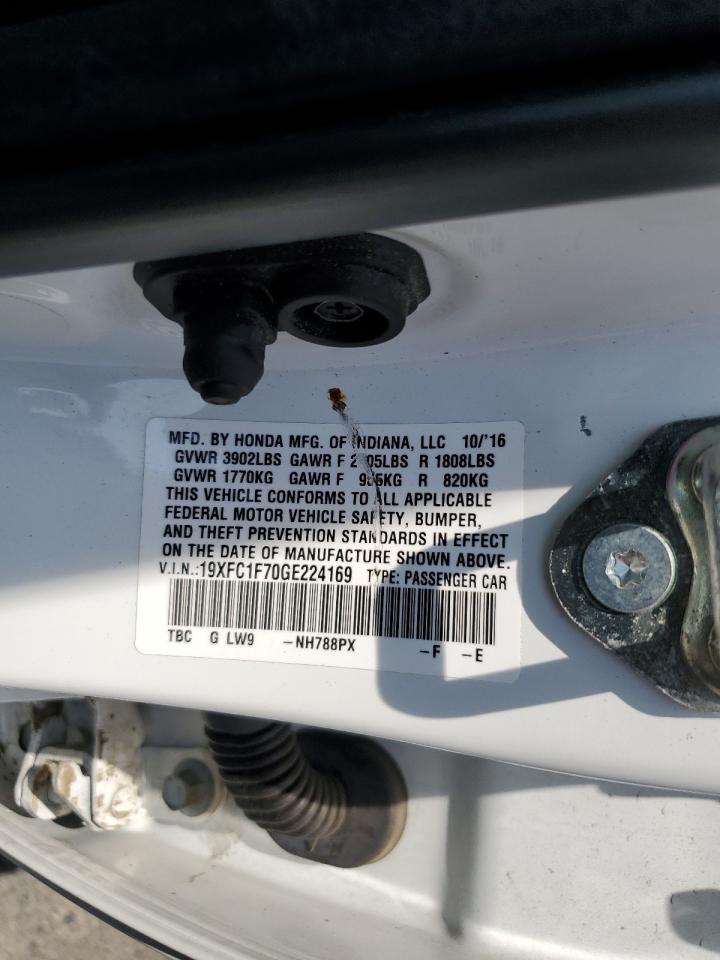 MFD. BY HONDA MFG. OF INDIANA, LLC 10/'16
GVWR 3902LBS GAWR F LBS R 1808LBS
GVWR 1770KG GAWR F KG R 820KG
THIS VEHICLE CONFORMS TO ALL APPLICABLE
FEDERAL MOTOR VEHICLE SAFETY, BUMPER,
AND THEFT PREVENTION STANDARDS IN EFFECT
ON THE DATE OF MANUFACTURE SHOWN ABOVE.
V.I.N.:19XFC1F70GE224169 TYPE: PASSENGER CAR
TBC G LW9 –NH788PX –F –E